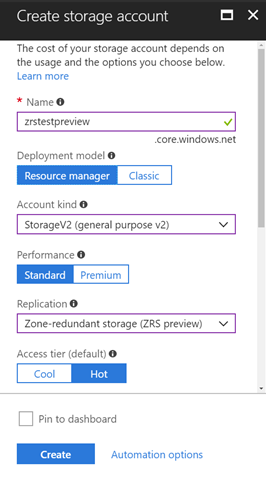 Create storage account
The cost of your storage account depends on
the usage and the options you choose below.
Learn more
* Name
zrstestpreview
.core.windows.net
Deployment model
Resource manager Classic
Account kind
StorageV2 (general purpose v2)
Performance
Standard Premium
Replication
Zone-redundant storage (ZRS preview)
Access tier (default)
Cool Hot
Pin to dashboard
Create Automation options